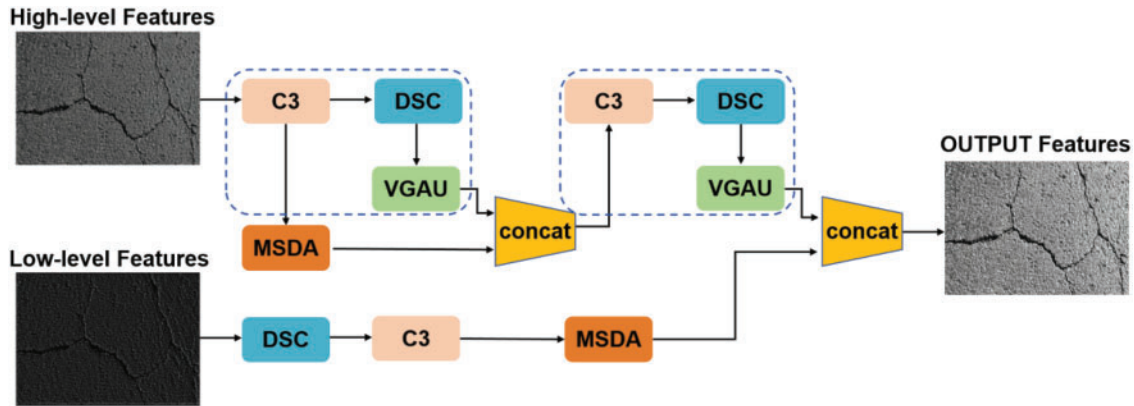 High-level Features
C3
DSC
C3
DSC
VGAU
VGAU
OUTPUT Features
MSDA
concat
concat
Low-level Features
DSC
C3
MSDA